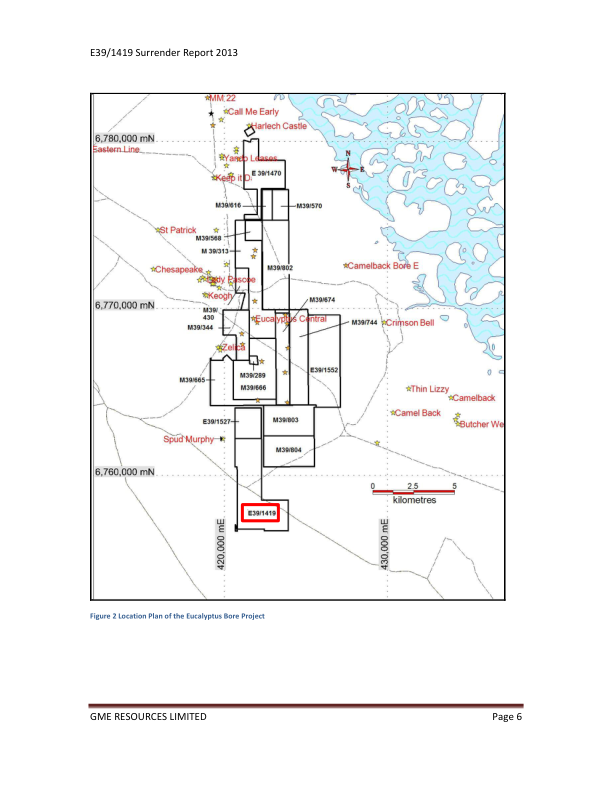 E39/1419 Surrender Report 2013
MM 22
Call Me Early
Harlech Castle
6,780,000 mN
Eastern Line
Yando Leases
E 39/1470
Keep it D
N
W E
S
M39/616
M39/570
St Patrick
M39/568
M 39/313
M39/802
Camelback Bore E
Chesapeake
Lady Pascoe
Keogh
M39/674
6,770,000 mN
M39/
430
Eucalyptus Central
M39/744
Crimson Bell
M39/344
Zelica
M39/289
E39/1552
M39/665
M39/666
Thin Lizzy
Camelback
E39/1527
M39/803
Camel Back
Butcher We
Spud Murphy
M39/804
6,760,000 mN
0 2.5 5
kilometres
E39/1419
420,000 mE
430,000 mE
Figure 2 Location Plan of the Eucalyptus Bore Project
GME RESOURCES LIMITED Page 6